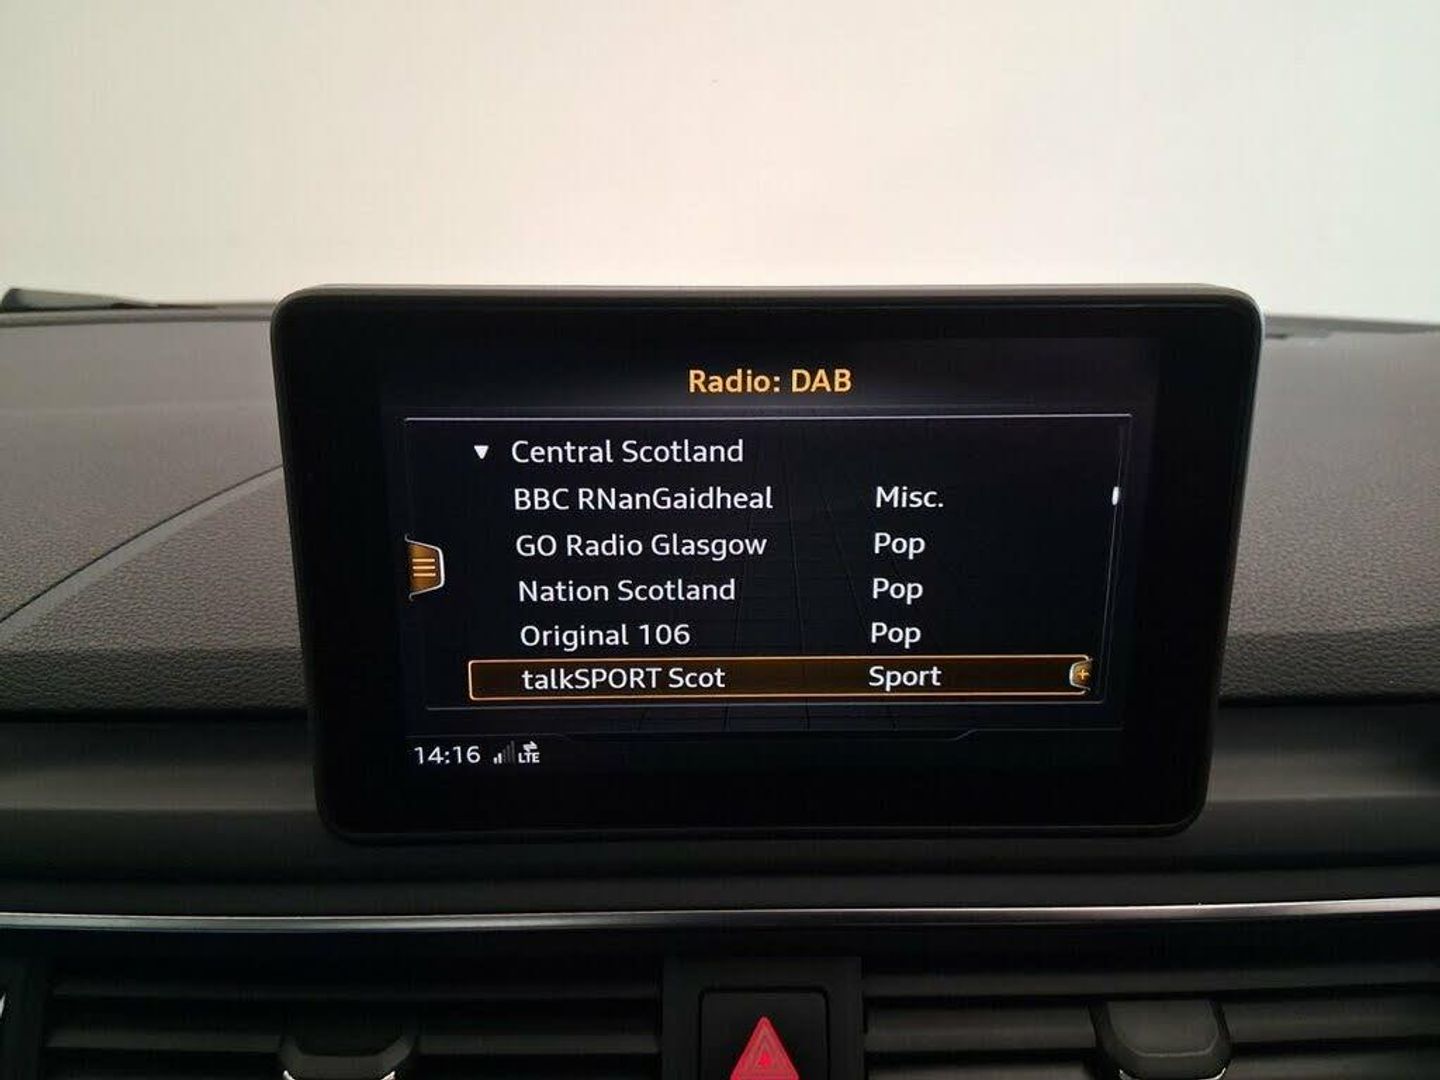 Radio: DAB
Central Scotland
BBC RNanGaidheal Misc.
GO Radio Glasgow Pop
Nation Scotland Pop
Original 106 Pop
talkSPORT Scot Sport
14:16 LTE